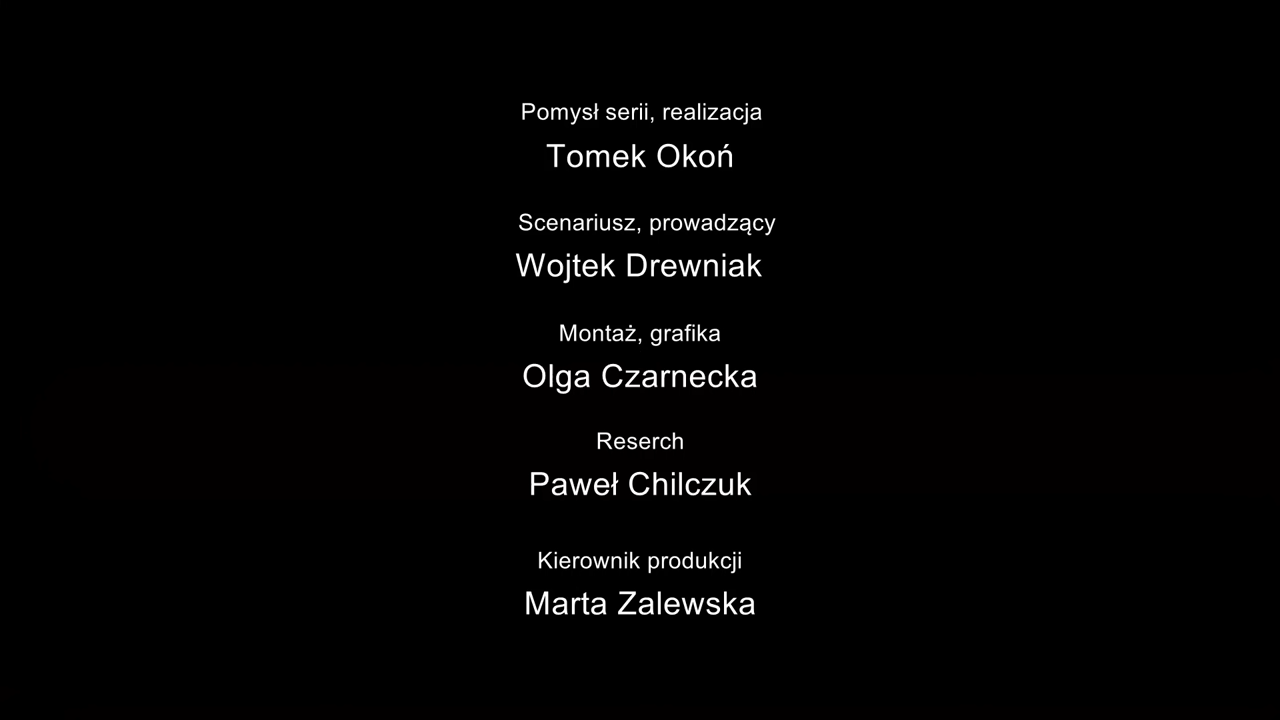 Pomysł serii, realizacja
Tomek Okoń
Scenariusz, prowadzący
Wojtek Drewniak
Montaż, grafika
Olga Czarnecka
Reserch
Paweł Chilczuk
Kierownik produkcji
Marta Zalewska